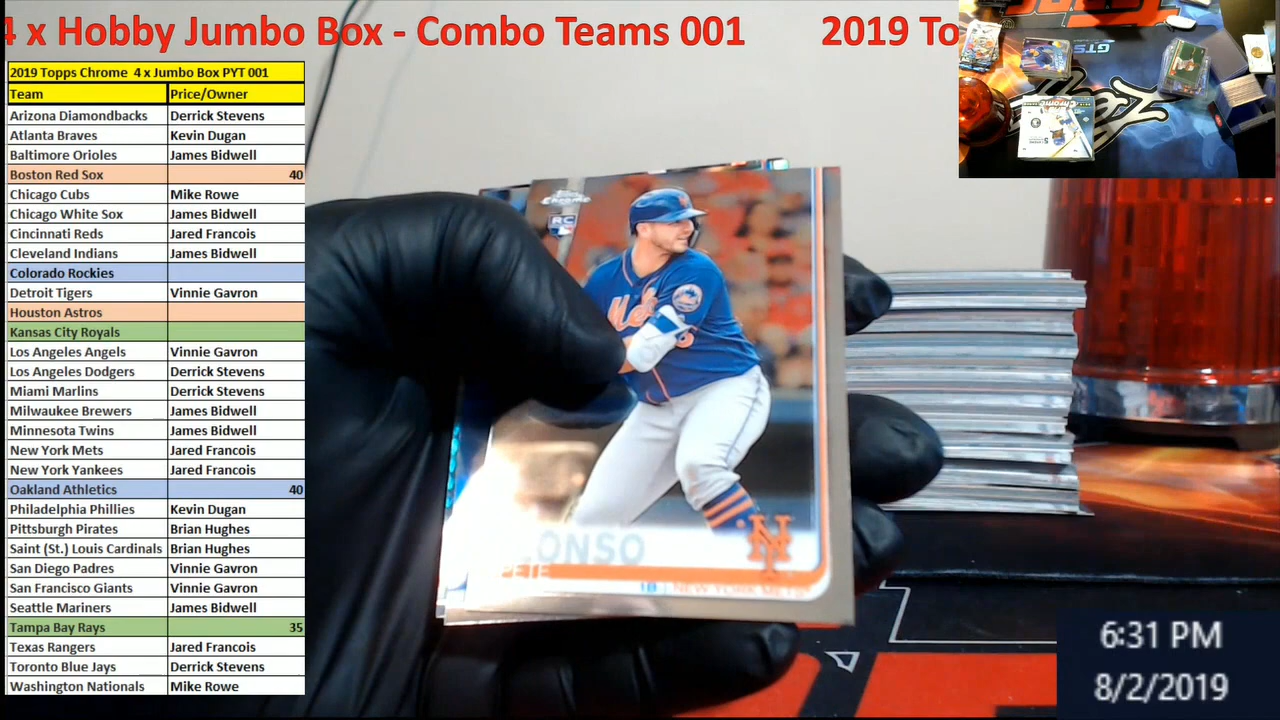 4 x Hobby Jumbo Box - Combo Teams 001 2019 To
2019 Topps Chrome 4 x Jumbo Box PYT 001
Team Price/Owner
Arizona Diamondbacks Derrick Stevens
Atlanta Braves Kevin Dugan
Baltimore Orioles James Bidwell
Boston Red Sox 40
Chicago Cubs Mike Rowe
Chicago White Sox James Bidwell
Cincinnati Reds Jared Francois
Cleveland Indians James Bidwell
Colorado Rockies
Detroit Tigers Vinnie Gavron
Houston Astros
Kansas City Royals
Los Angeles Angels Vinnie Gavron
Los Angeles Dodgers Derrick Stevens
Miami Marlins Derrick Stevens
Milwaukee Brewers James Bidwell
Minnesota Twins James Bidwell
New York Mets Jared Francois
New York Yankees Jared Francois
Oakland Athletics 40
Philadelphia Phillies Kevin Dugan
Pittsburgh Pirates Brian Hughes
Saint (St.) Louis Cardinals Brian Hughes
San Diego Padres Vinnie Gavron
San Francisco Giants Vinnie Gavron
Seattle Mariners James Bidwell
Tampa Bay Rays 35
Texas Rangers Jared Francois
Toronto Blue Jays Derrick Stevens
Washington Nationals Mike Rowe
CHROME
RC
Mets
ONSO
PETE
1B | NEW YORK METS
NY
GTS
6:31 PM
8/2/2019